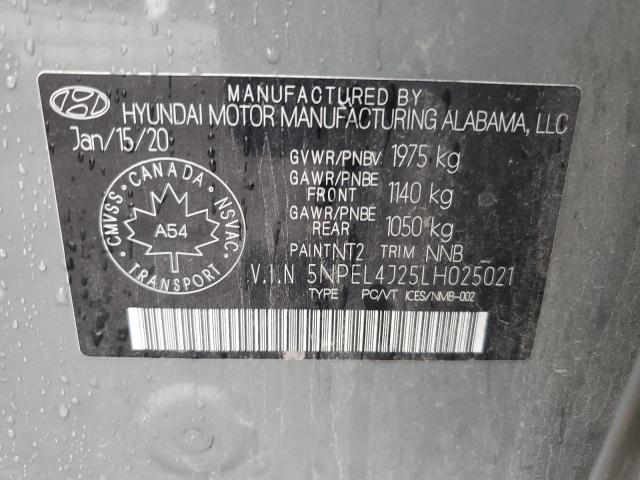 MANUFACTURED BY
HYUNDAI MOTOR MANUFACTURING ALABAMA, LLC
Jan/15/20
GVWR/PNBV 1975 kg
GAWR/PNBE FRONT 1140 kg
GAWR/PNBE REAR 1050 kg
PAINT NT2 TRIM NNB
V.I.N 5NPEL4J25LH025021
TYPE PC/VT ICES/NMB-002
CMVSS · CANADA · NSVAC
A54
TRANSPORT